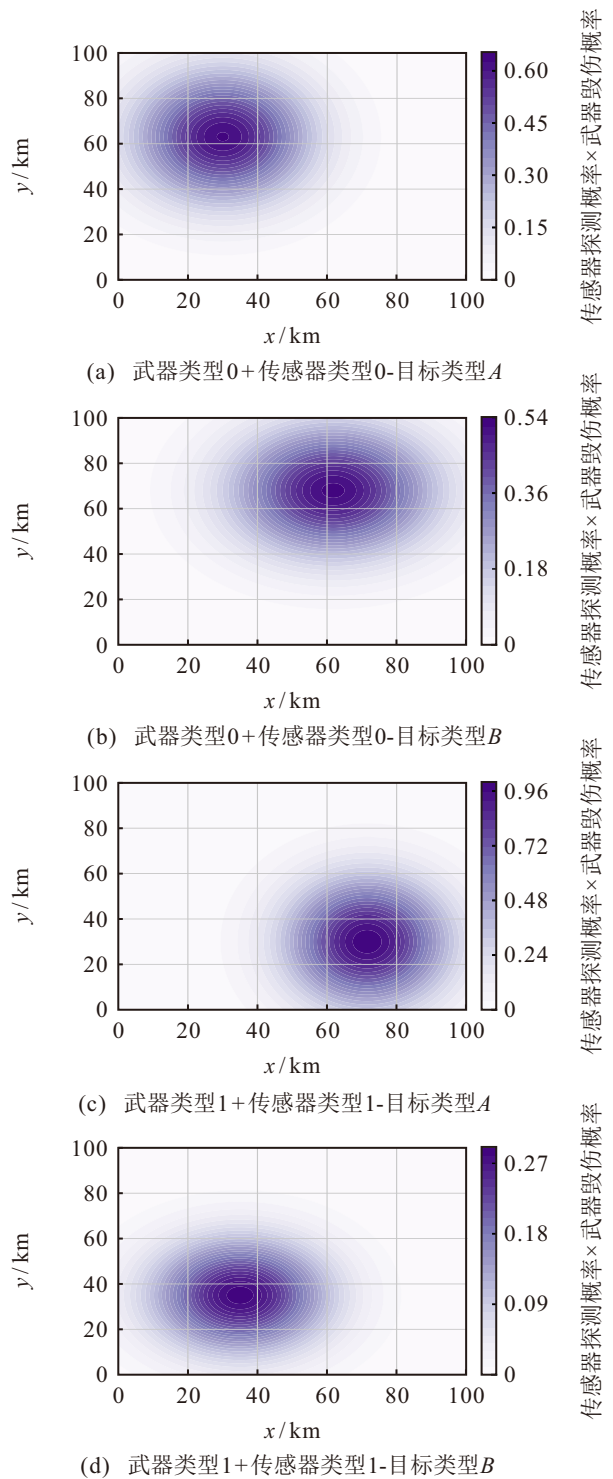 100
80
60
40
20
0
y/km
0 20 40 60 80 100
x/km
0.60
0.45
0.30
0.15
0
传感器探测概率×武器毁伤概率
(a) 武器类型0+传感器类型0-目标类型A
100
80
60
40
20
0
y/km
0 20 40 60 80 100
x/km
0.54
0.36
0.18
0
传感器探测概率×武器毁伤概率
(b) 武器类型0+传感器类型0-目标类型B
100
80
60
40
20
0
y/km
0 20 40 60 80 100
x/km
0.96
0.72
0.48
0.24
0
传感器探测概率×武器毁伤概率
(c) 武器类型1+传感器类型1-目标类型A
100
80
60
40
20
0
y/km
0 20 40 60 80 100
x/km
0.27
0.18
0.09
0
传感器探测概率×武器毁伤概率
(d) 武器类型1+传感器类型1-目标类型B